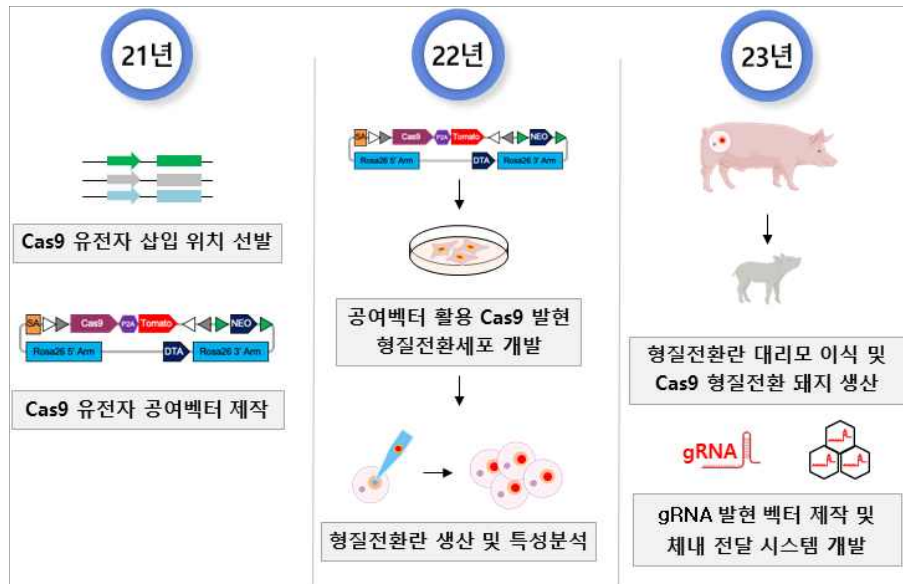 21년
Cas9 유전자 삽입 위치 선발
SA Cas9 P2A Tomato NEO
Rosa26 5' Arm DTA Rosa26 3' Arm
Cas9 유전자 공여벡터 제작
22년
SA Cas9 P2A Tomato NEO
Rosa26 5' Arm DTA Rosa26 3' Arm
공여벡터 활용 Cas9 발현
형질전환세포 개발
형질전환란 생산 및 특성분석
23년
형질전환란 대리모 이식 및
Cas9 형질전환 돼지 생산
gRNA
gRNA 발현 벡터 제작 및
체내 전달 시스템 개발